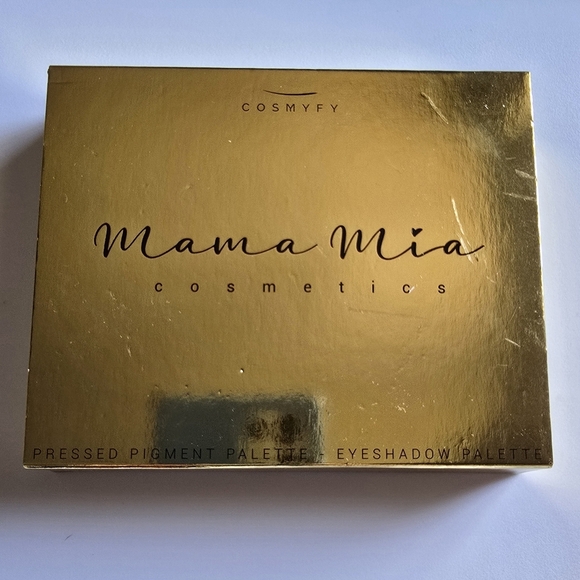 COSMYFY
Mama Mia
cosmetics
PRESSED PIGMENT PALETTE - EYESHADOW PALETTE